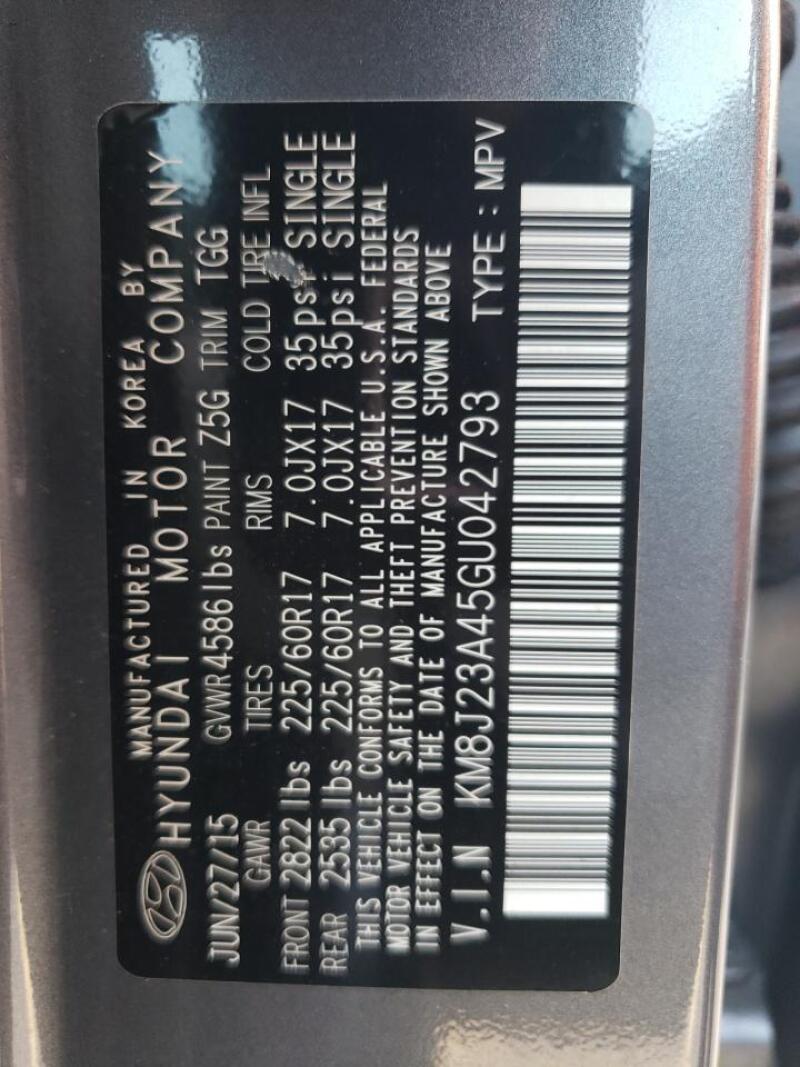 MANUFACTURED IN KOREA BY
HYUNDAI MOTOR COMPANY
JUN/27/15 GVWR4586lbs PAINT Z5G TRIM TGG
GAWR TIRES RIMS COLD TIRE INFL
FRONT 2822 lbs 225/60R17 7.0JX17 35psi SINGLE
REAR 2535 lbs 225/60R17 7.0JX17 35psi SINGLE
THIS VEHICLE CONFORMS TO ALL APPLICABLE U.S.A. FEDERAL
MOTOR VEHICLE SAFETY AND THEFT PREVENTION STANDARDS
IN EFFECT ON THE DATE OF MANUFACTURE SHOWN ABOVE
V.I.N KM8J23A45GU042793 TYPE : MPV